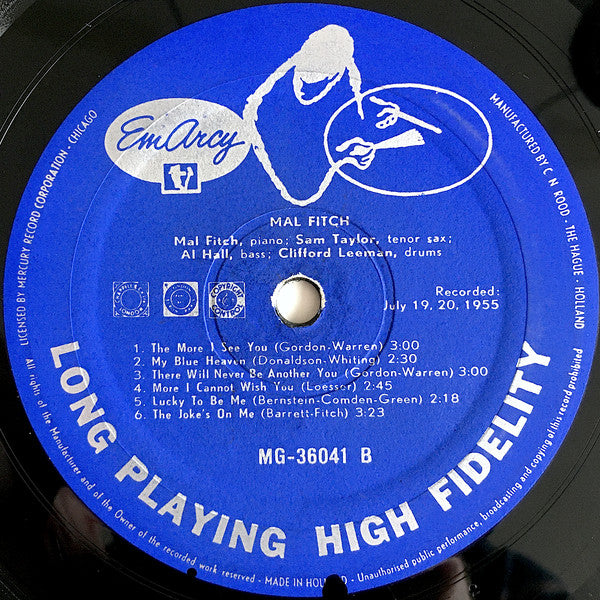 EmArcy
MAL FITCH
Mal Fitch, piano; Sam Taylor, tenor sax;
Al Hall, bass; Clifford Leeman, drums
Recorded:
July 19, 20, 1955
1. The More I See You (Gordon-Warren) 3:00
2. My Blue Heaven (Donaldson-Whiting) 2:30
3. There Will Never Be Another You (Gordon-Warren) 3:00
4. More I Cannot Wish You (Loesser) 2:45
5. Lucky To Be Me (Bernstein-Comden-Green) 2:18
6. The Joke's On Me (Barrett-Fitch) 3:23
MG-36041 B
LONG PLAYING HIGH FIDELITY
LICENSED BY MERCURY RECORD CORPORATION - CHICAGO
MANUFACTURED BY C N ROOD - THE HAGUE - HOLLAND
All rights of the Manufacturer and of the Owner of the recorded work reserved - MADE IN HOLLAND - Unauthorised public performance, broadcasting and copying of this record prohibited